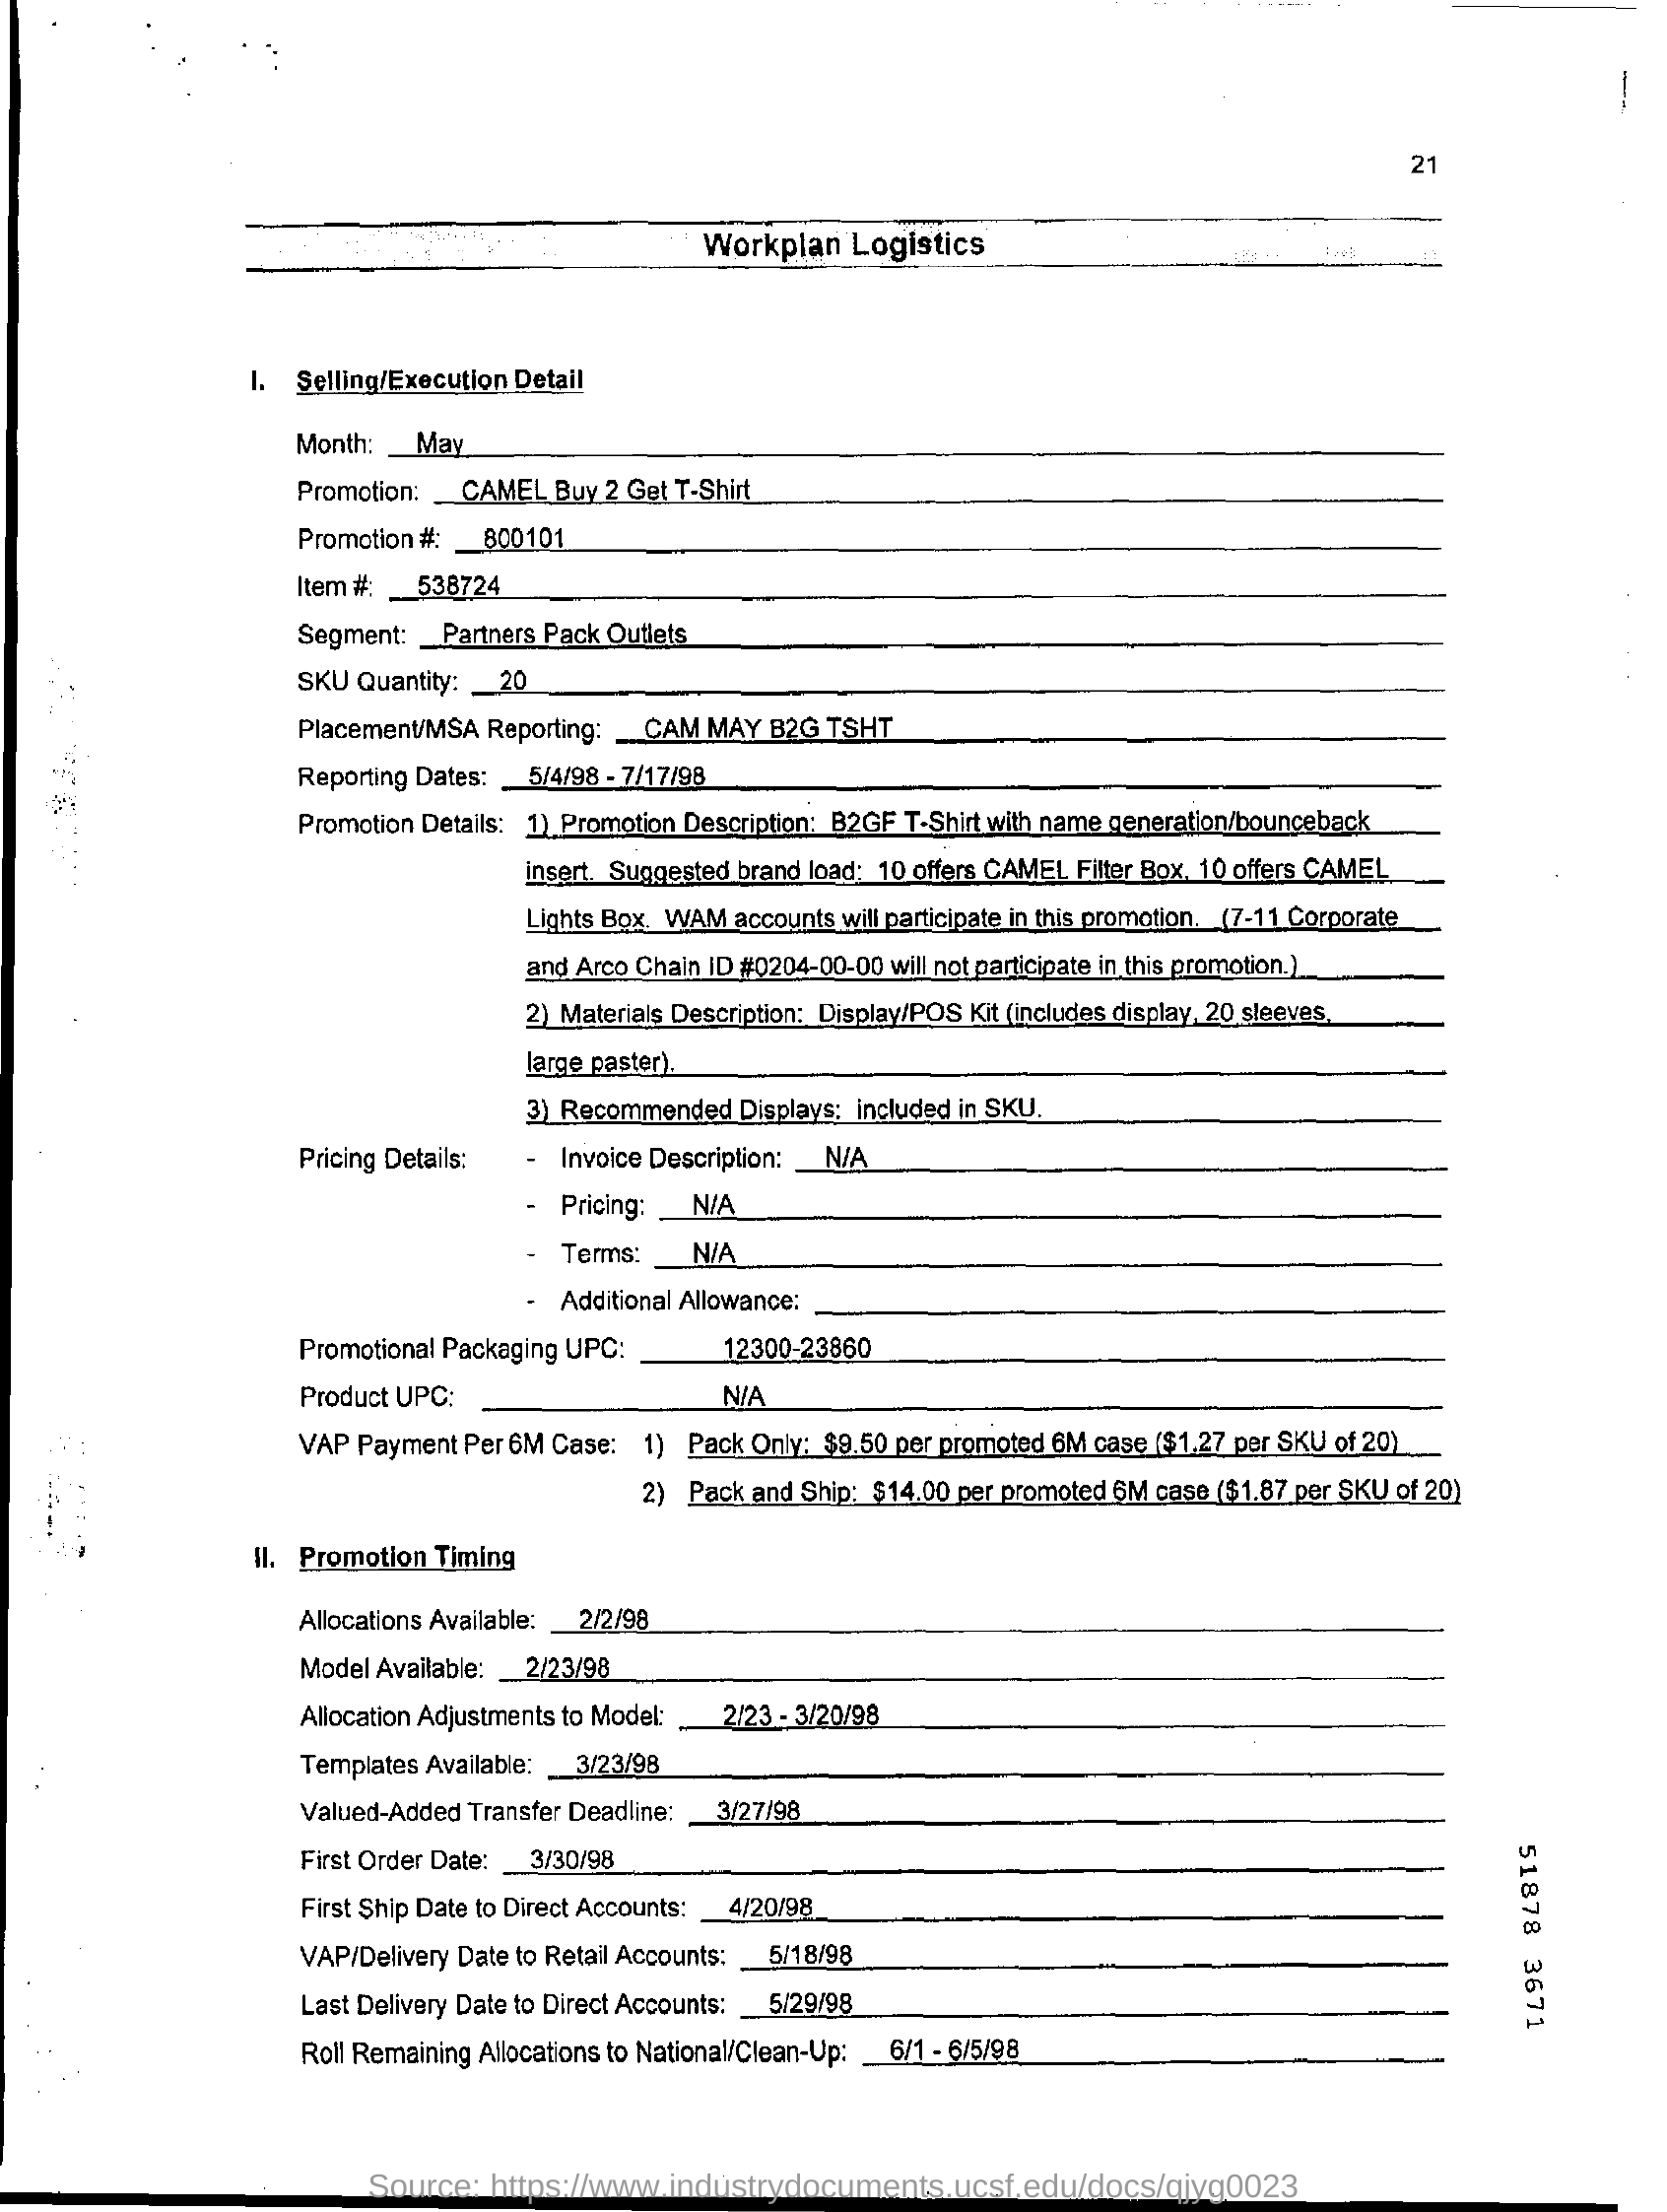 21
Workplan Logistics
I. Selling/Execution Detail
Month: May
Promotion: CAMEL Buy 2 Get T-Shirt
Promotion #: 800101
Item #: 538724
Segment: Partners Pack Outlets
SKU Quantity: 20
Placement/MSA Reporting: CAM MAY B2G TSHT
Reporting Dates: 5/4/98 - 7/17/98
Promotion Details: 1) Promotion Description: B2GF T-Shirt with name generation/bounceback
insert. Suggested brand load: 10 offers CAMEL Filter Box, 10 offers CAMEL
Lights Box. WAM accounts will participate in this promotion. (7-11 Corporate
and Arco Chain ID #0204-00-00 will not participate in this promotion.)
2) Materials Description: Display/POS Kit (includes display, 20 sleeves,
large paster).
3) Recommended Displays: included in SKU.
Pricing Details: - Invoice Description: N/A
- Pricing: N/A
- Terms: N/A
- Additional Allowance:
Promotional Packaging UPC: 12300-23860
Product UPC: N/A
VAP Payment Per 6M Case: 1) Pack Only: $9.50 per promoted 6M case ($1.27 per SKU of 20)
2) Pack and Ship: $14.00 per promoted 6M case ($1.87 per SKU of 20)
II. Promotion Timing
Allocations Available: 2/2/98
Model Available: 2/23/98
Allocation Adjustments to Model: 2/23 - 3/20/98
Templates Available: 3/23/98
Valued-Added Transfer Deadline: 3/27/98
First Order Date: 3/30/98
First Ship Date to Direct Accounts: 4/20/98
VAP/Delivery Date to Retail Accounts: 5/18/98
Last Delivery Date to Direct Accounts: 5/29/98
Roll Remaining Allocations to National/Clean-Up: 6/1 - 6/5/98
51878 3671
Source: https://www.industrydocuments.ucsf.edu/docs/qjyg0023